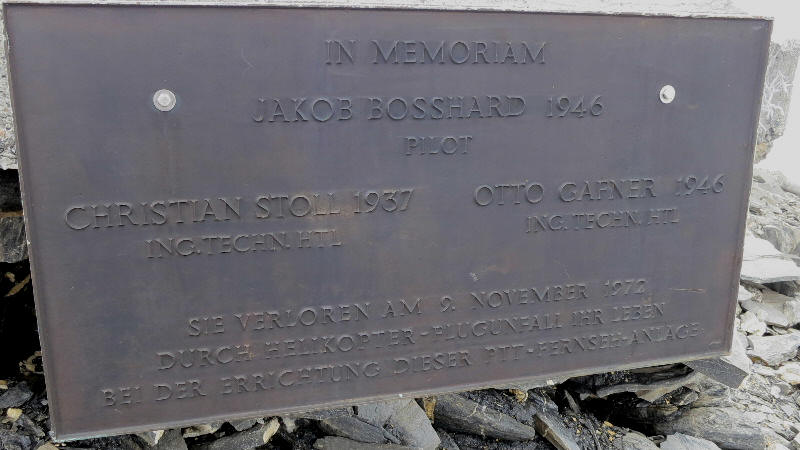 IN MEMORIAM
JAKOB BOSSHARD 1946
PILOT
CHRISTIAN STOLL 1937
ING. TECHN. HTL
OTTO GAFNER 1946
ING. TECHN. HTL
SIE VERLOREN AM 9. NOVEMBER 1972
DURCH HELIKOPTER-FLUGUNFALL IHR LEBEN
BEI DER ERRICHTUNG DIESER PTT-FERNSEH-ANLAGE